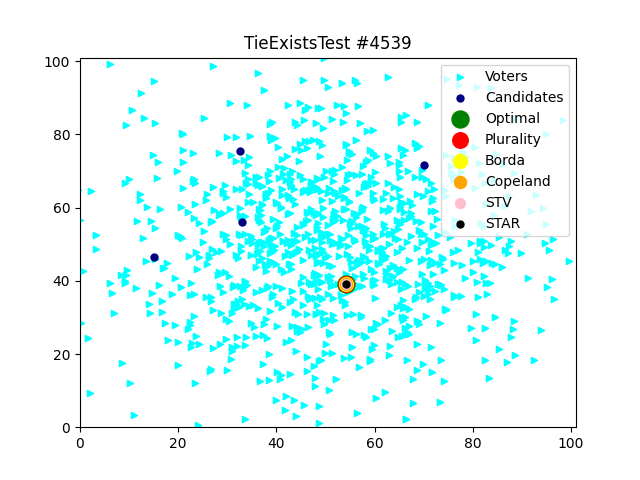 TieExistsTest #4539
Voters
Candidates
Optimal
Plurality
Borda
Copeland
STV
STAR
100
80
60
40
20
0
0 20 40 60 80 100